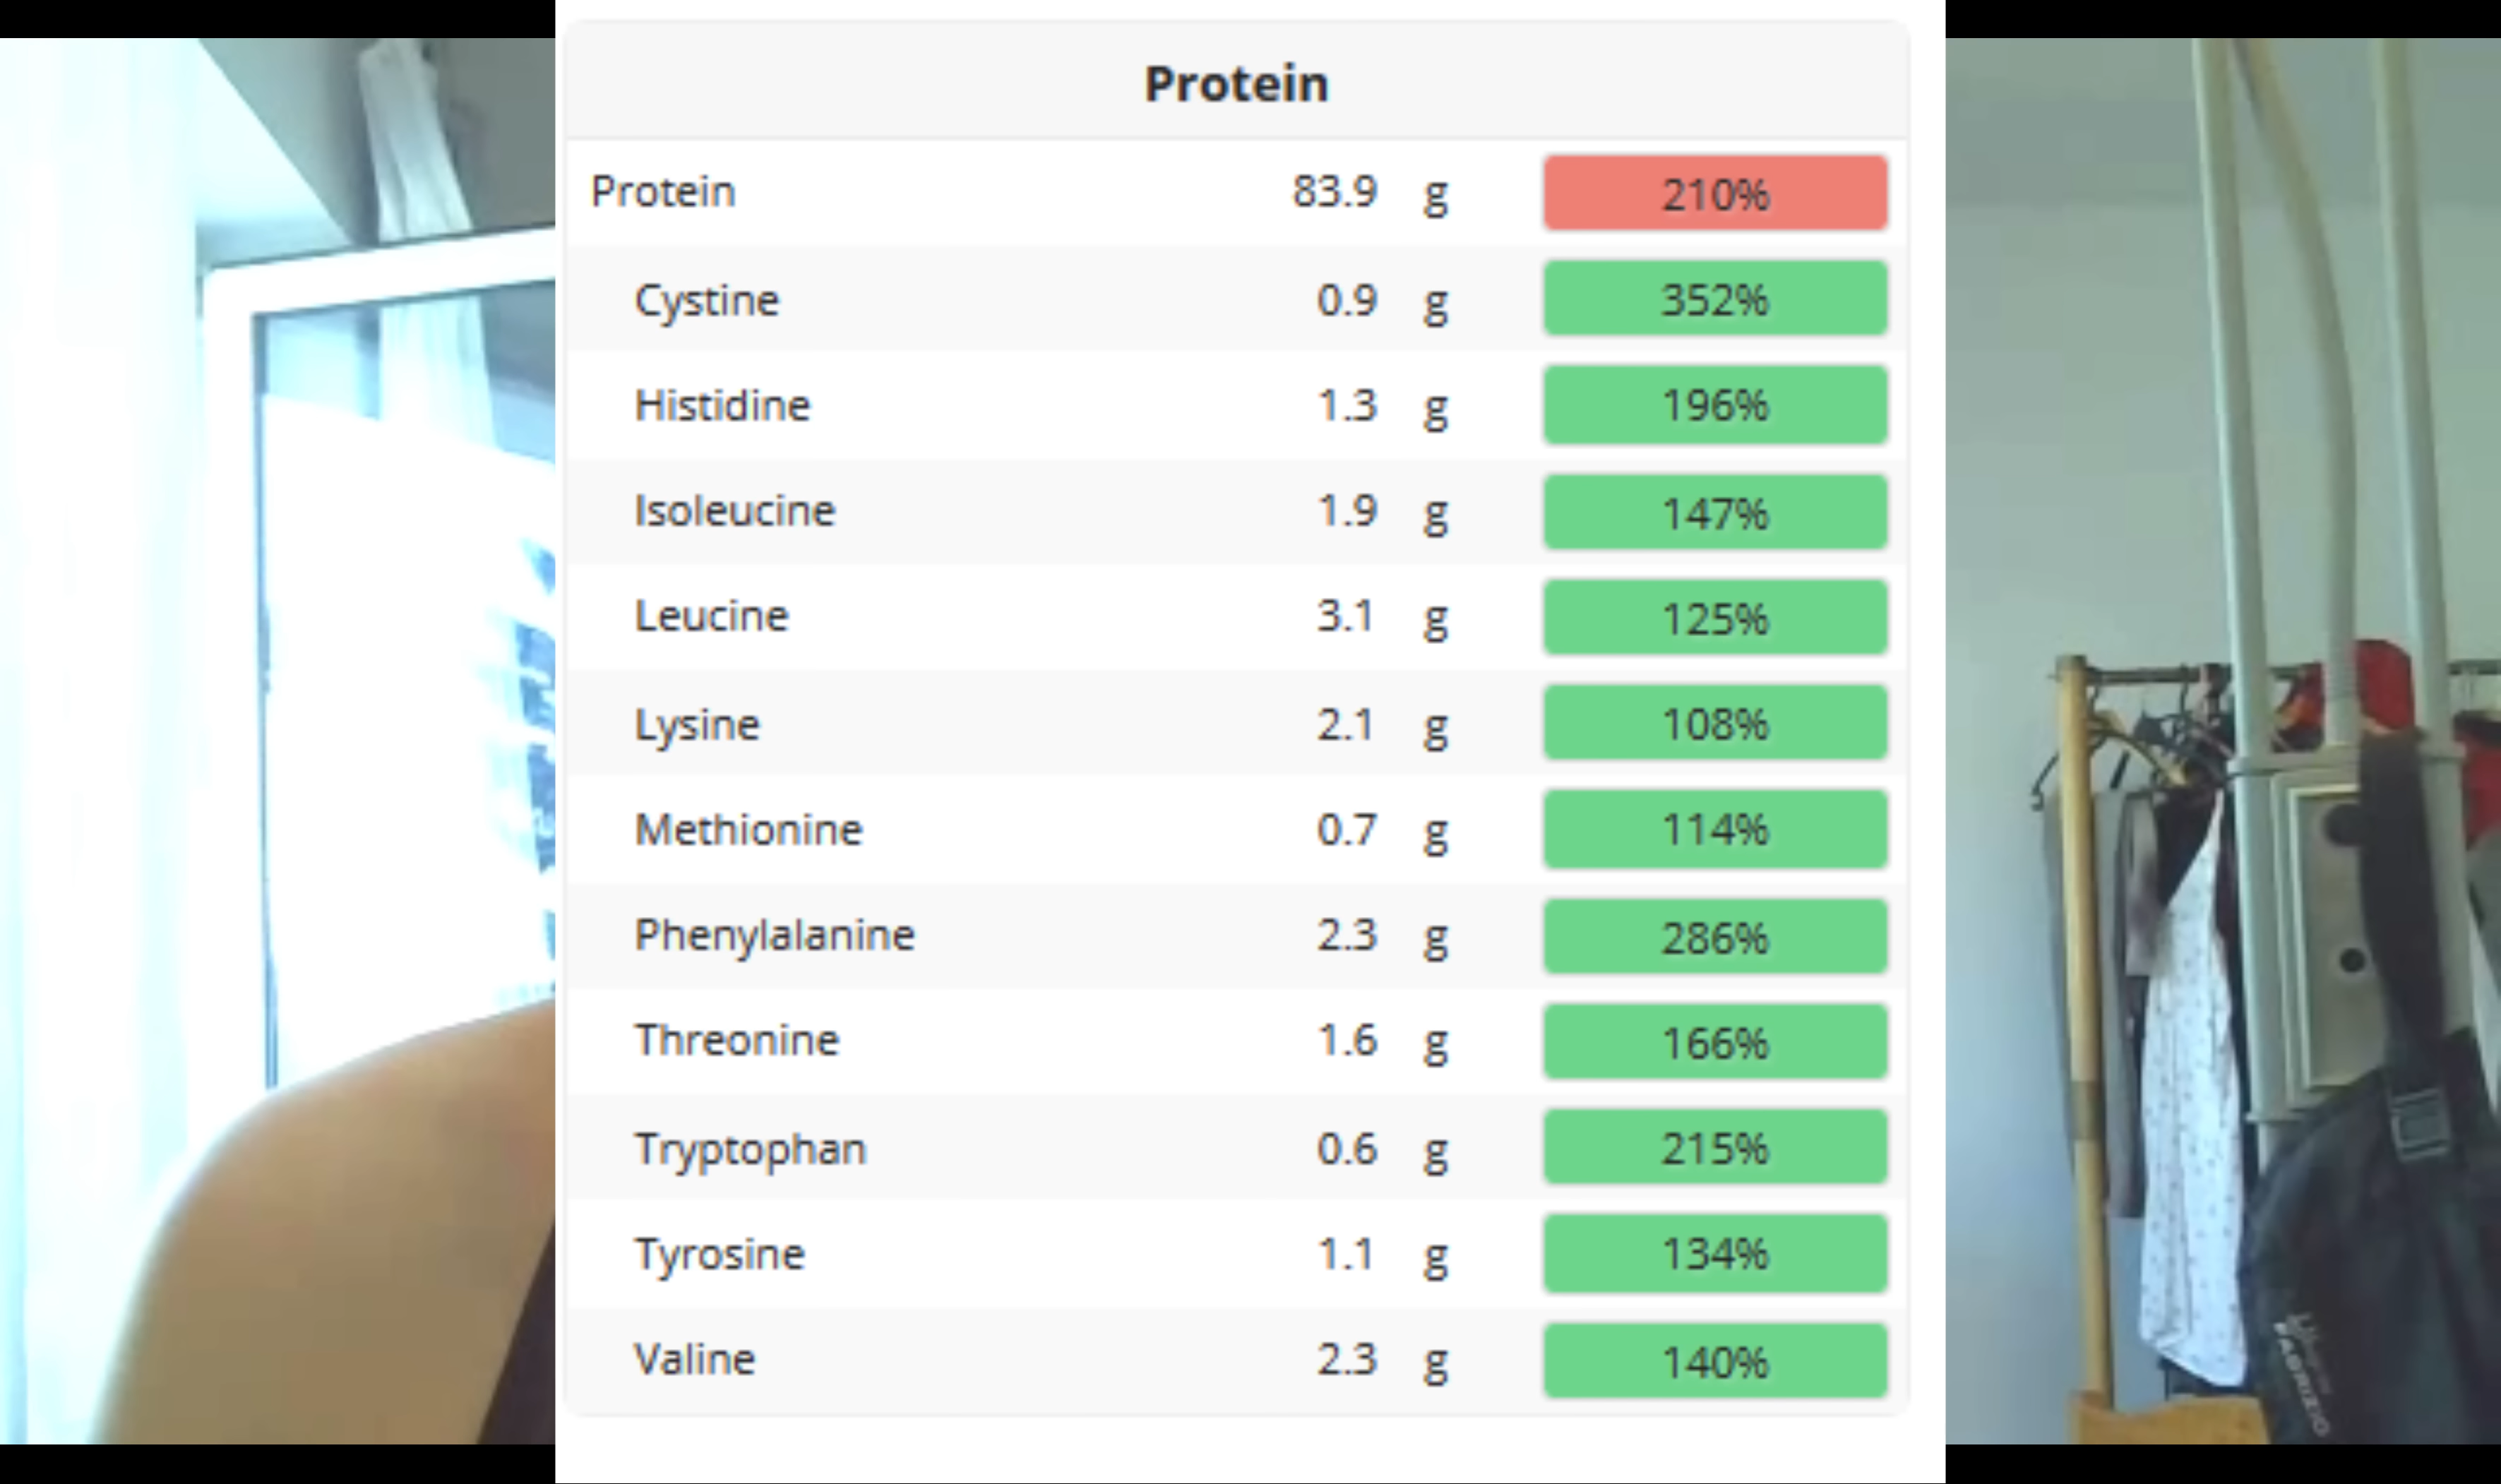 Protein
Protein 83.9 g 210%
Cystine 0.9 g 352%
Histidine 1.3 g 196%
Isoleucine 1.9 g 147%
Leucine 3.1 g 125%
Lysine 2.1 g 108%
Methionine 0.7 g 114%
Phenylalanine 2.3 g 286%
Threonine 1.6 g 166%
Tryptophan 0.6 g 215%
Tyrosine 1.1 g 134%
Valine 2.3 g 140%